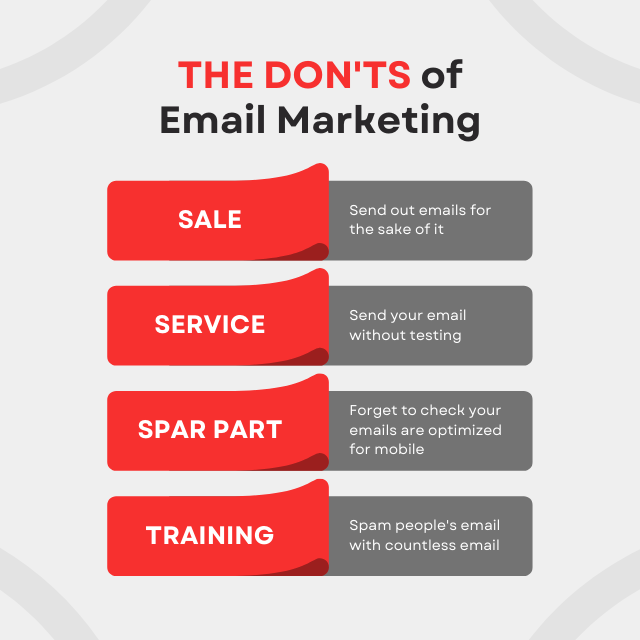 THE DON'TS of
Email Marketing
SALE
Send out emails for
the sake of it
SERVICE
Send your email
without testing
SPAR PART
Forget to check your
emails are optimized
for mobile
TRAINING
Spam people's email
with countless email